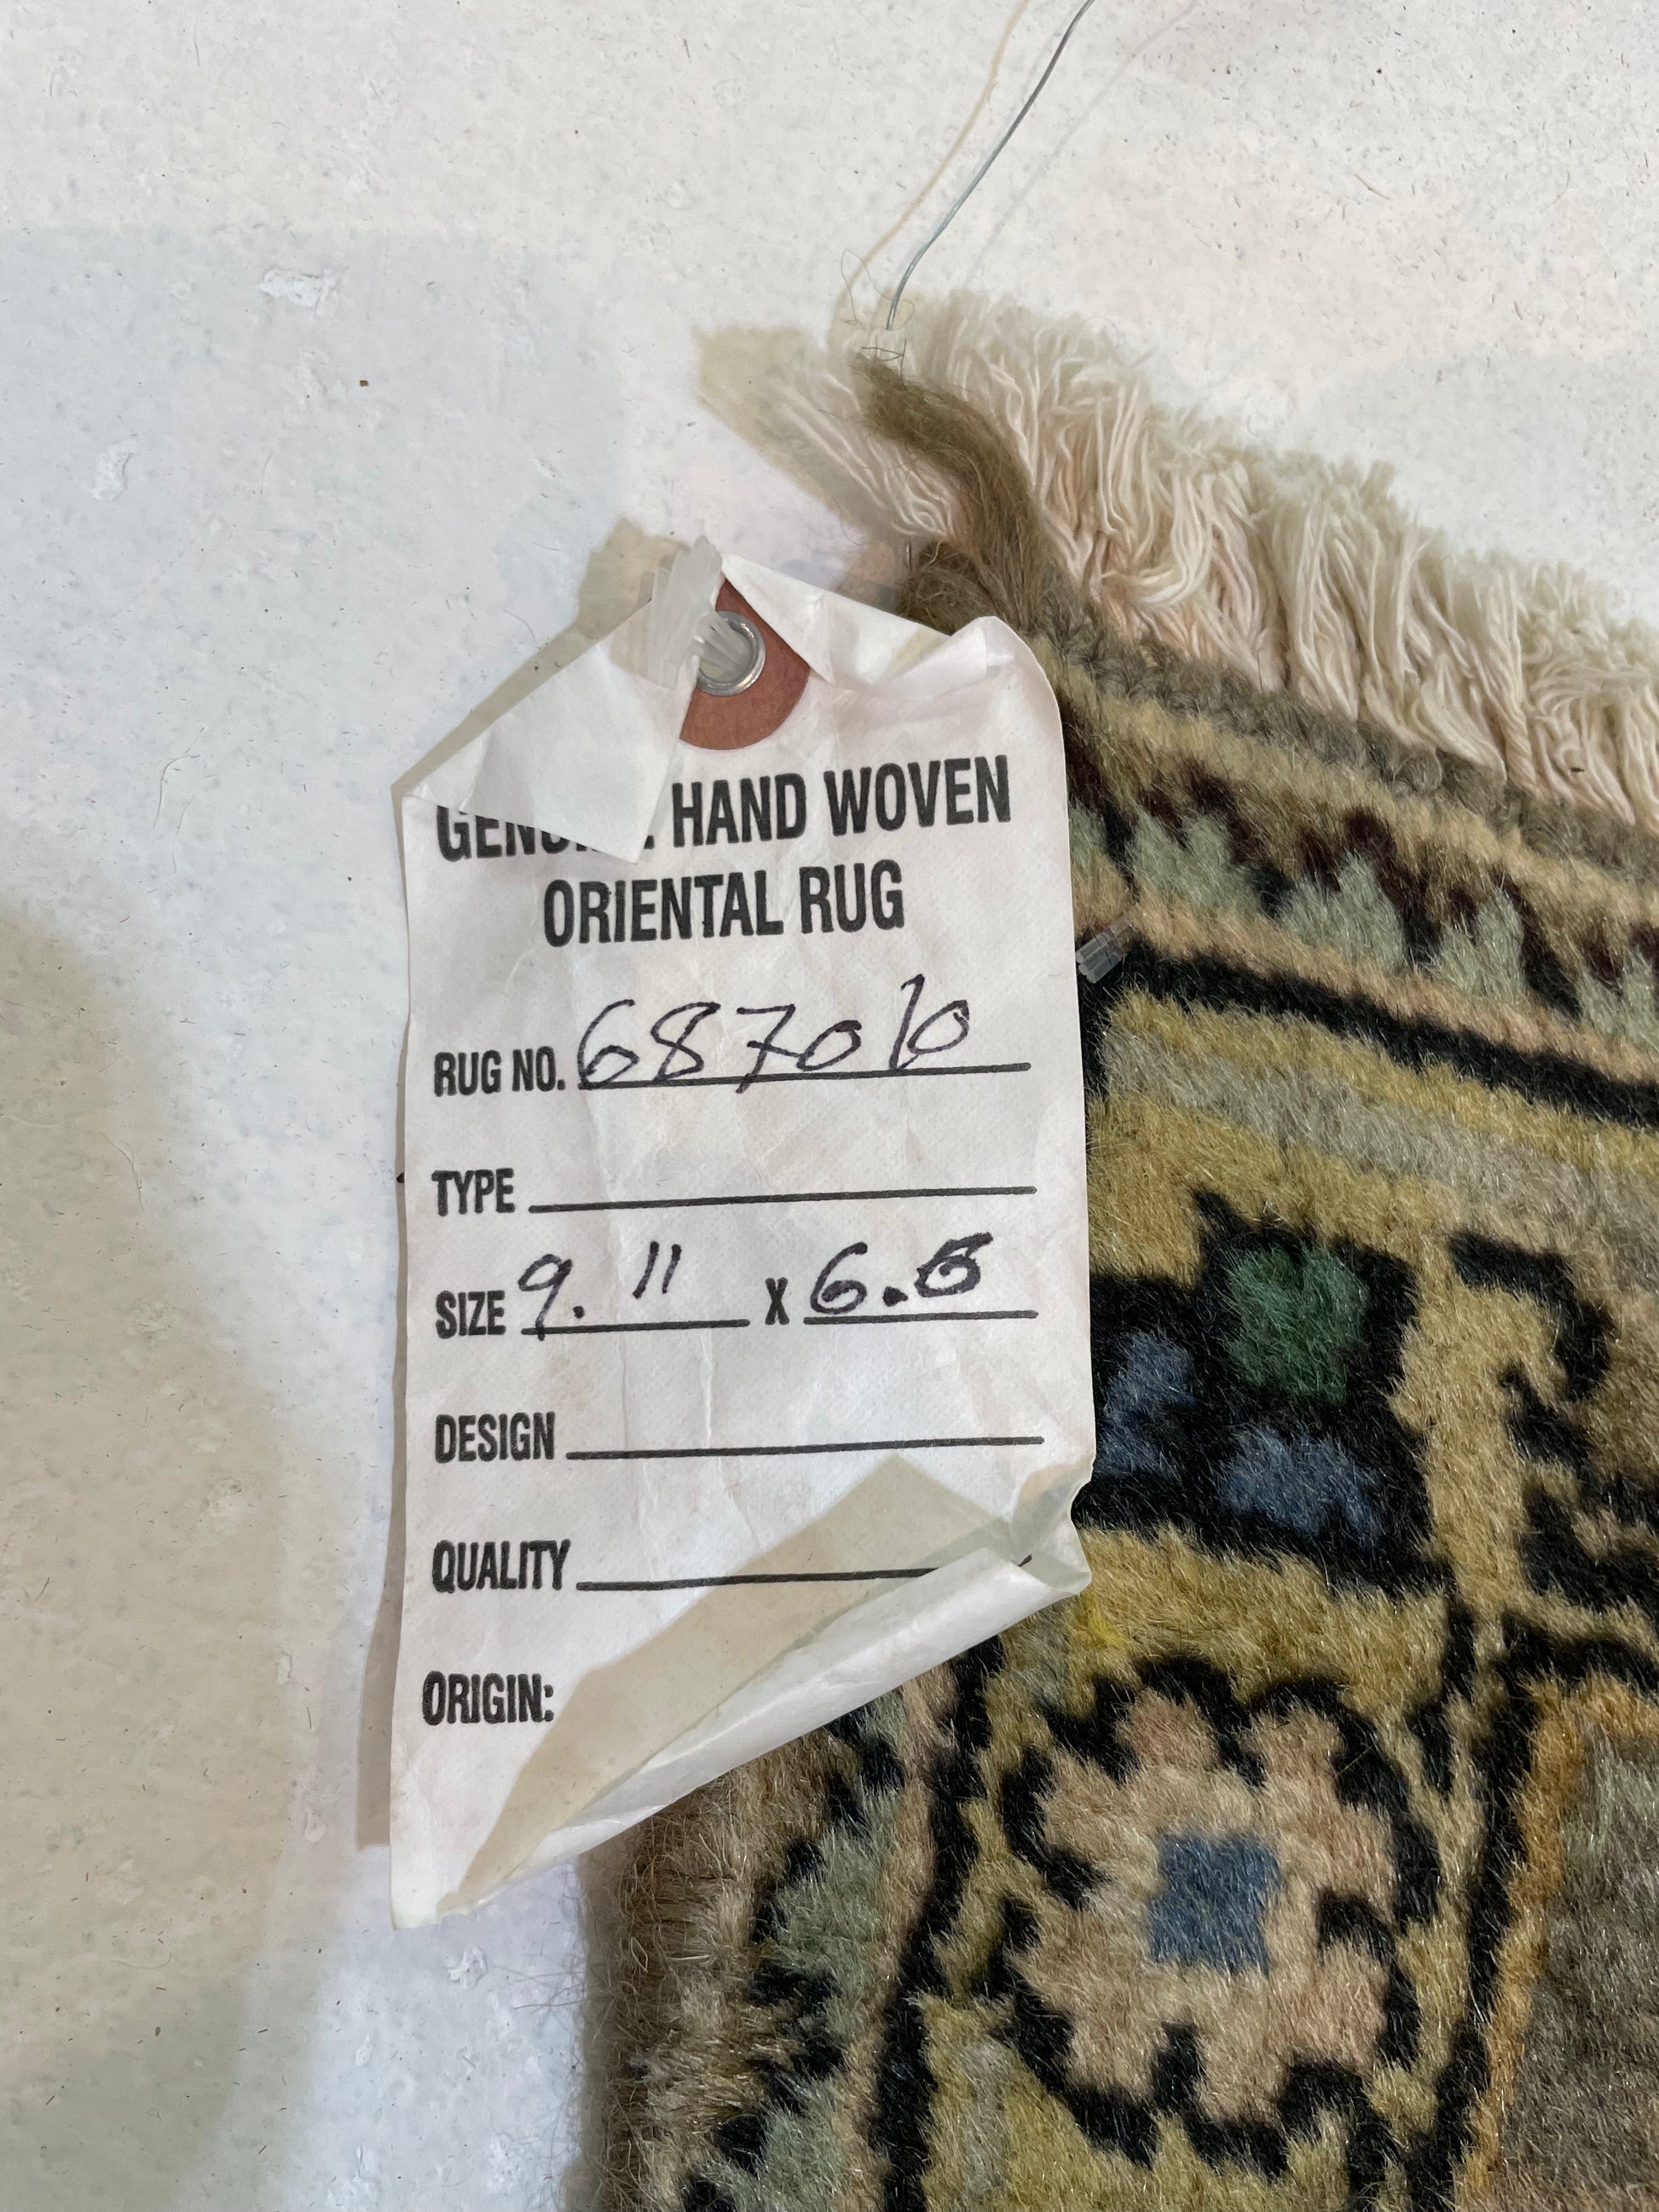 HAND WOVEN
ORIENTAL RUG
RUG NO. 687010
TYPE
SIZE 9.11 X 6.6
DESIGN
QUALITY
ORIGIN: